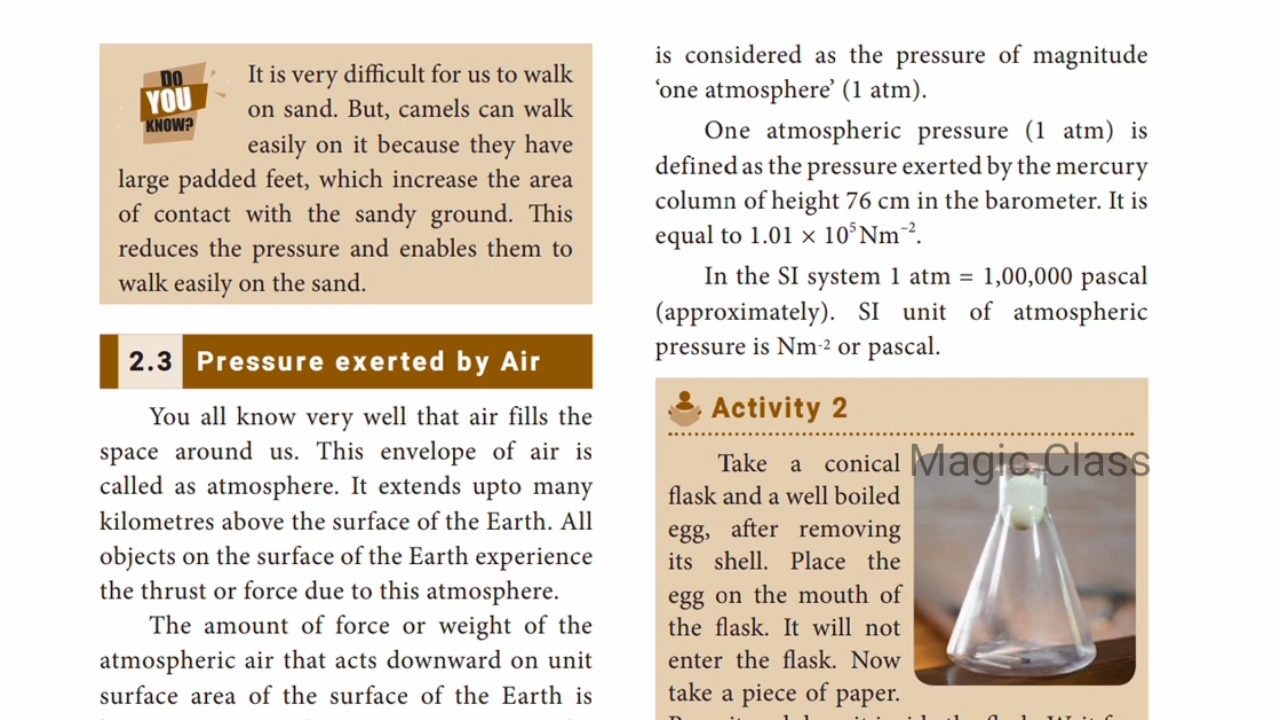 DO
YOU
KNOW?
It is very difficult for us to walk
on sand. But, camels can walk
easily on it because they have
large padded feet, which increase the area
of contact with the sandy ground. This
reduces the pressure and enables them to
walk easily on the sand.
2.3 Pressure exerted by Air
You all know very well that air fills the
space around us. This envelope of air is
called as atmosphere. It extends upto many
kilometres above the surface of the Earth. All
objects on the surface of the Earth experience
the thrust or force due to this atmosphere.
The amount of force or weight of the
atmospheric air that acts downward on unit
surface area of the surface of the Earth is
is considered as the pressure of magnitude
‘one atmosphere’ (1 atm).
One atmospheric pressure (1 atm) is
defined as the pressure exerted by the mercury
column of height 76 cm in the barometer. It is
equal to 1.01 × 10⁵ Nm⁻².
In the SI system 1 atm = 1,00,000 pascal
(approximately). SI unit of atmospheric
pressure is Nm-2 or pascal.
Activity 2
Take a conical
flask and a well boiled
egg, after removing
its shell. Place the
egg on the mouth of
the flask. It will not
enter the flask. Now
take a piece of paper.
Magic Class